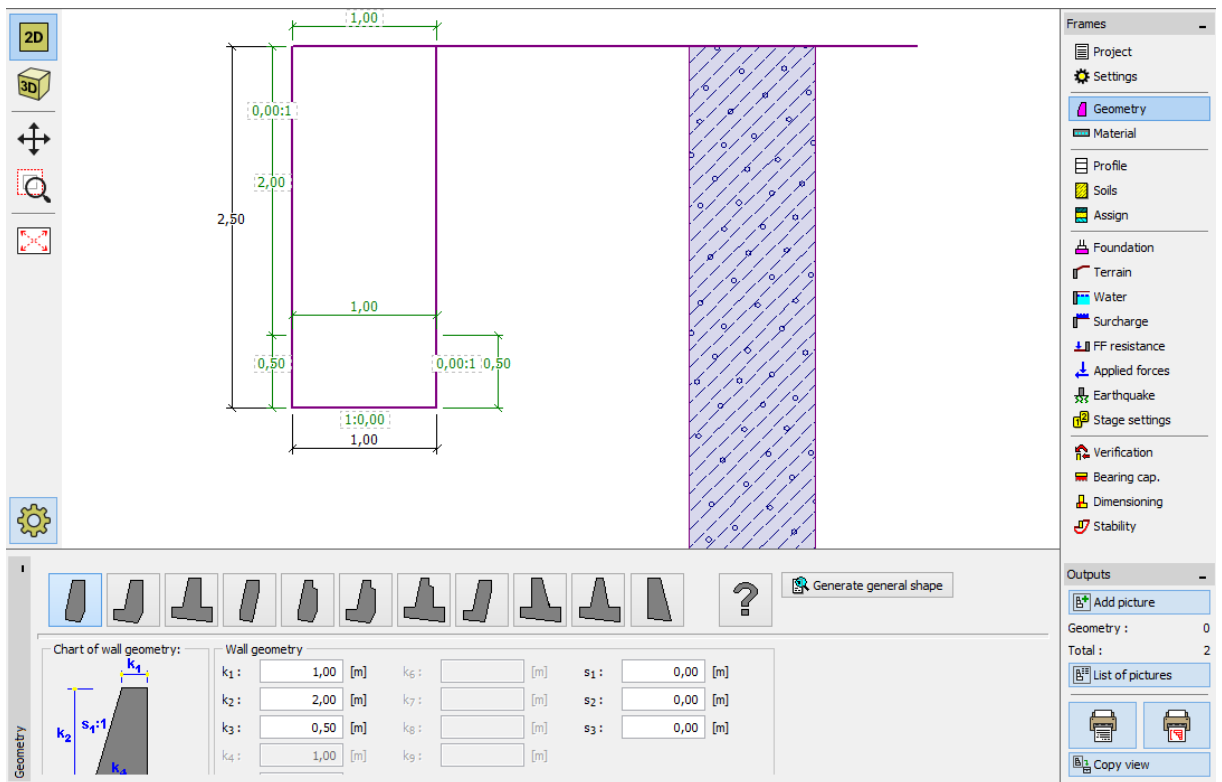 2D
3D
1,00
0,00:1
2,00
2,50
1,00
0,50
0,00:1
0,50
1:0,00
1,00
Frames
Project
Settings
Geometry
Material
Profile
Soils
Assign
Foundation
Terrain
Water
Surcharge
FF resistance
Applied forces
Earthquake
Stage settings
Verification
Bearing cap.
Dimensioning
Stability
Outputs
Add picture
Geometry : 0
Total : 2
List of pictures
Copy view
Geometry
?
Generate general shape
Chart of wall geometry:
k₁
k₂
s₁:1
k₄
Wall geometry
k₁ : 1,00 [m] k₆ : [m] s₁ : 0,00 [m]
k₂ : 2,00 [m] k₇ : [m] s₂ : 0,00 [m]
k₃ : 0,50 [m] k₈ : [m] s₃ : 0,00 [m]
k₄ : 1,00 [m] k₉ : [m]